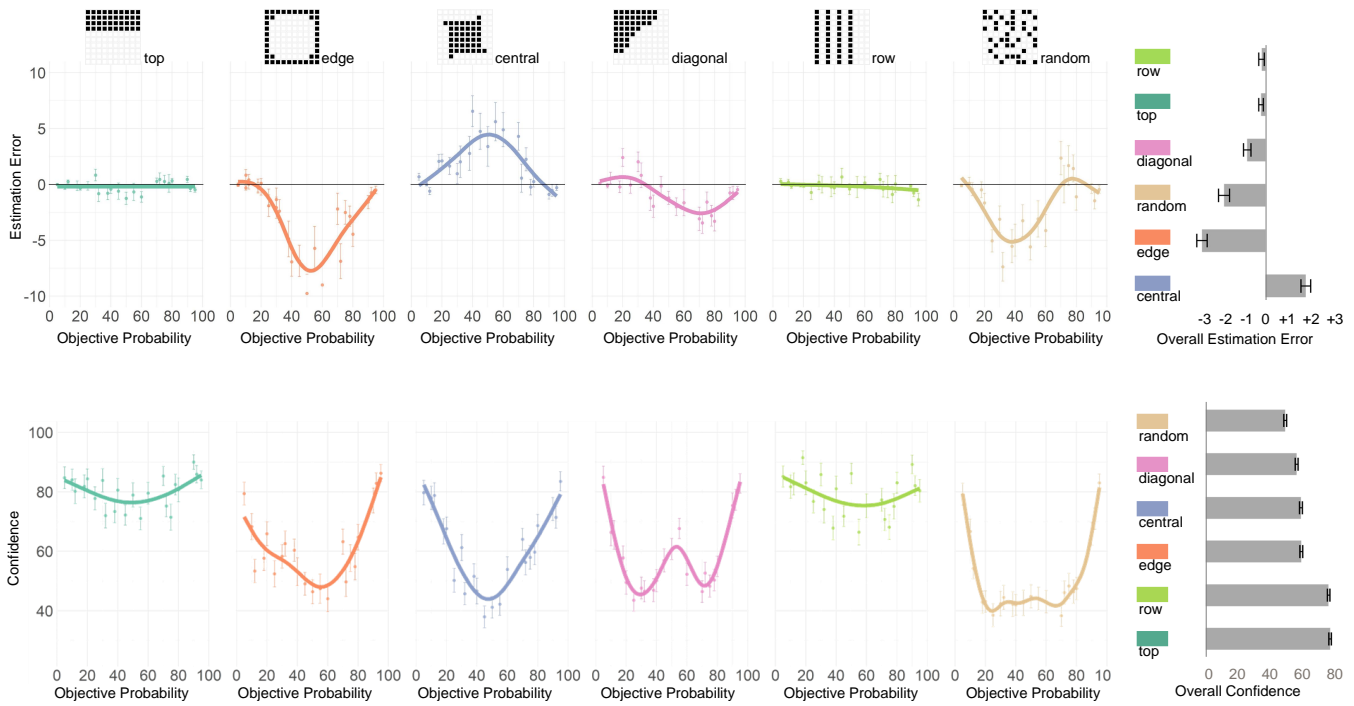 top edge central diagonal row random
Estimation Error
10
5
0
-5
-10
0 20 40 60 80 100
Objective Probability
0 20 40 60 80 100
Objective Probability
0 20 40 60 80 100
Objective Probability
0 20 40 60 80 100
Objective Probability
0 20 40 60 80 100
Objective Probability
0 20 40 60 80 100
Objective Probability
row
top
diagonal
random
edge
central
-3 -2 -1 0 +1 +2 +3
Overall Estimation Error
Confidence
100
80
60
40
0 20 40 60 80 100
Objective Probability
0 20 40 60 80 100
Objective Probability
0 20 40 60 80 100
Objective Probability
0 20 40 60 80 100
Objective Probability
0 20 40 60 80 100
Objective Probability
0 20 40 60 80 100
Objective Probability
random
diagonal
central
edge
row
top
0 20 40 60 80
Overall Confidence